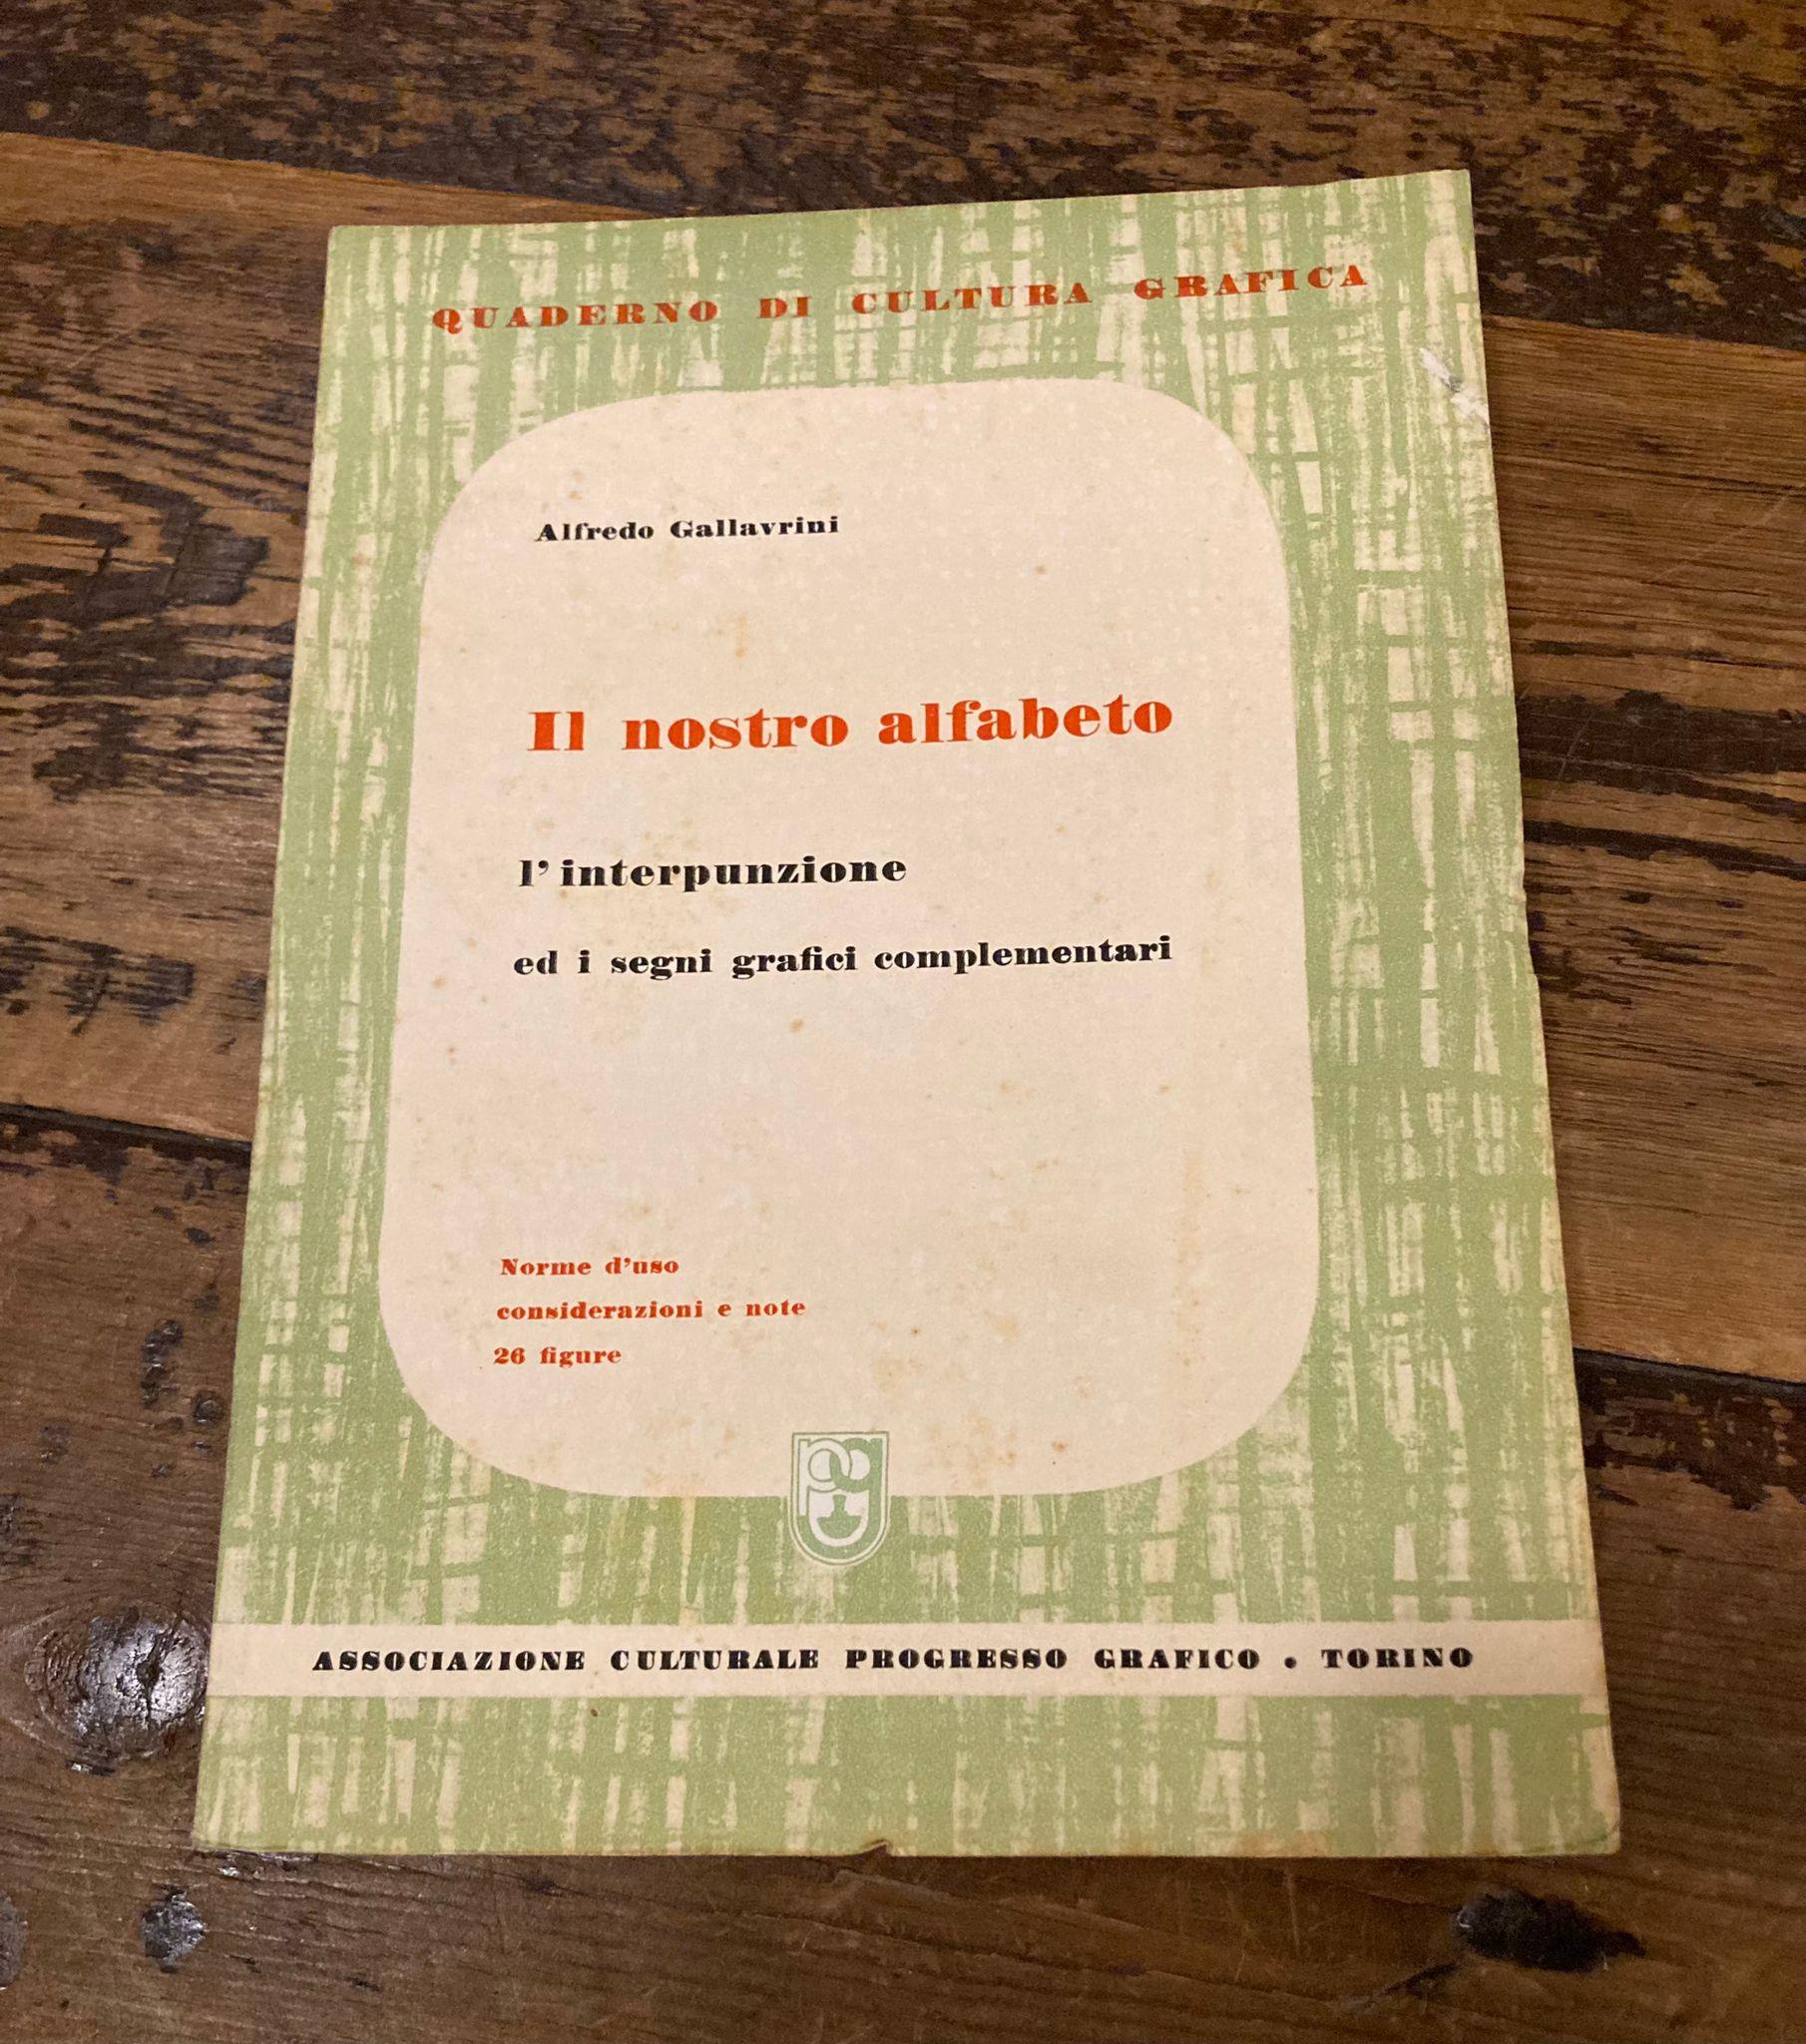 QUADERNO DI CULTURA GRAFICA
Alfredo Gallavrini
Il nostro alfabeto
l'interpunzione
ed i segni grafici complementari
Norme d'uso
considerazioni e note
26 figure
ASSOCIAZIONE CULTURALE PROGRESSO GRAFICO . TORINO